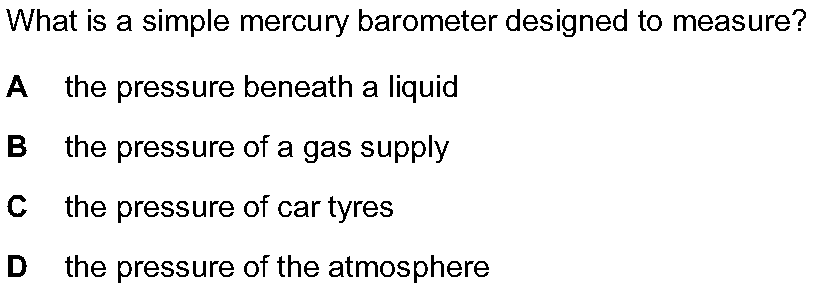 What is a simple mercury barometer designed to measure?
A the pressure beneath a liquid
B the pressure of a gas supply
C the pressure of car tyres
D the pressure of the atmosphere